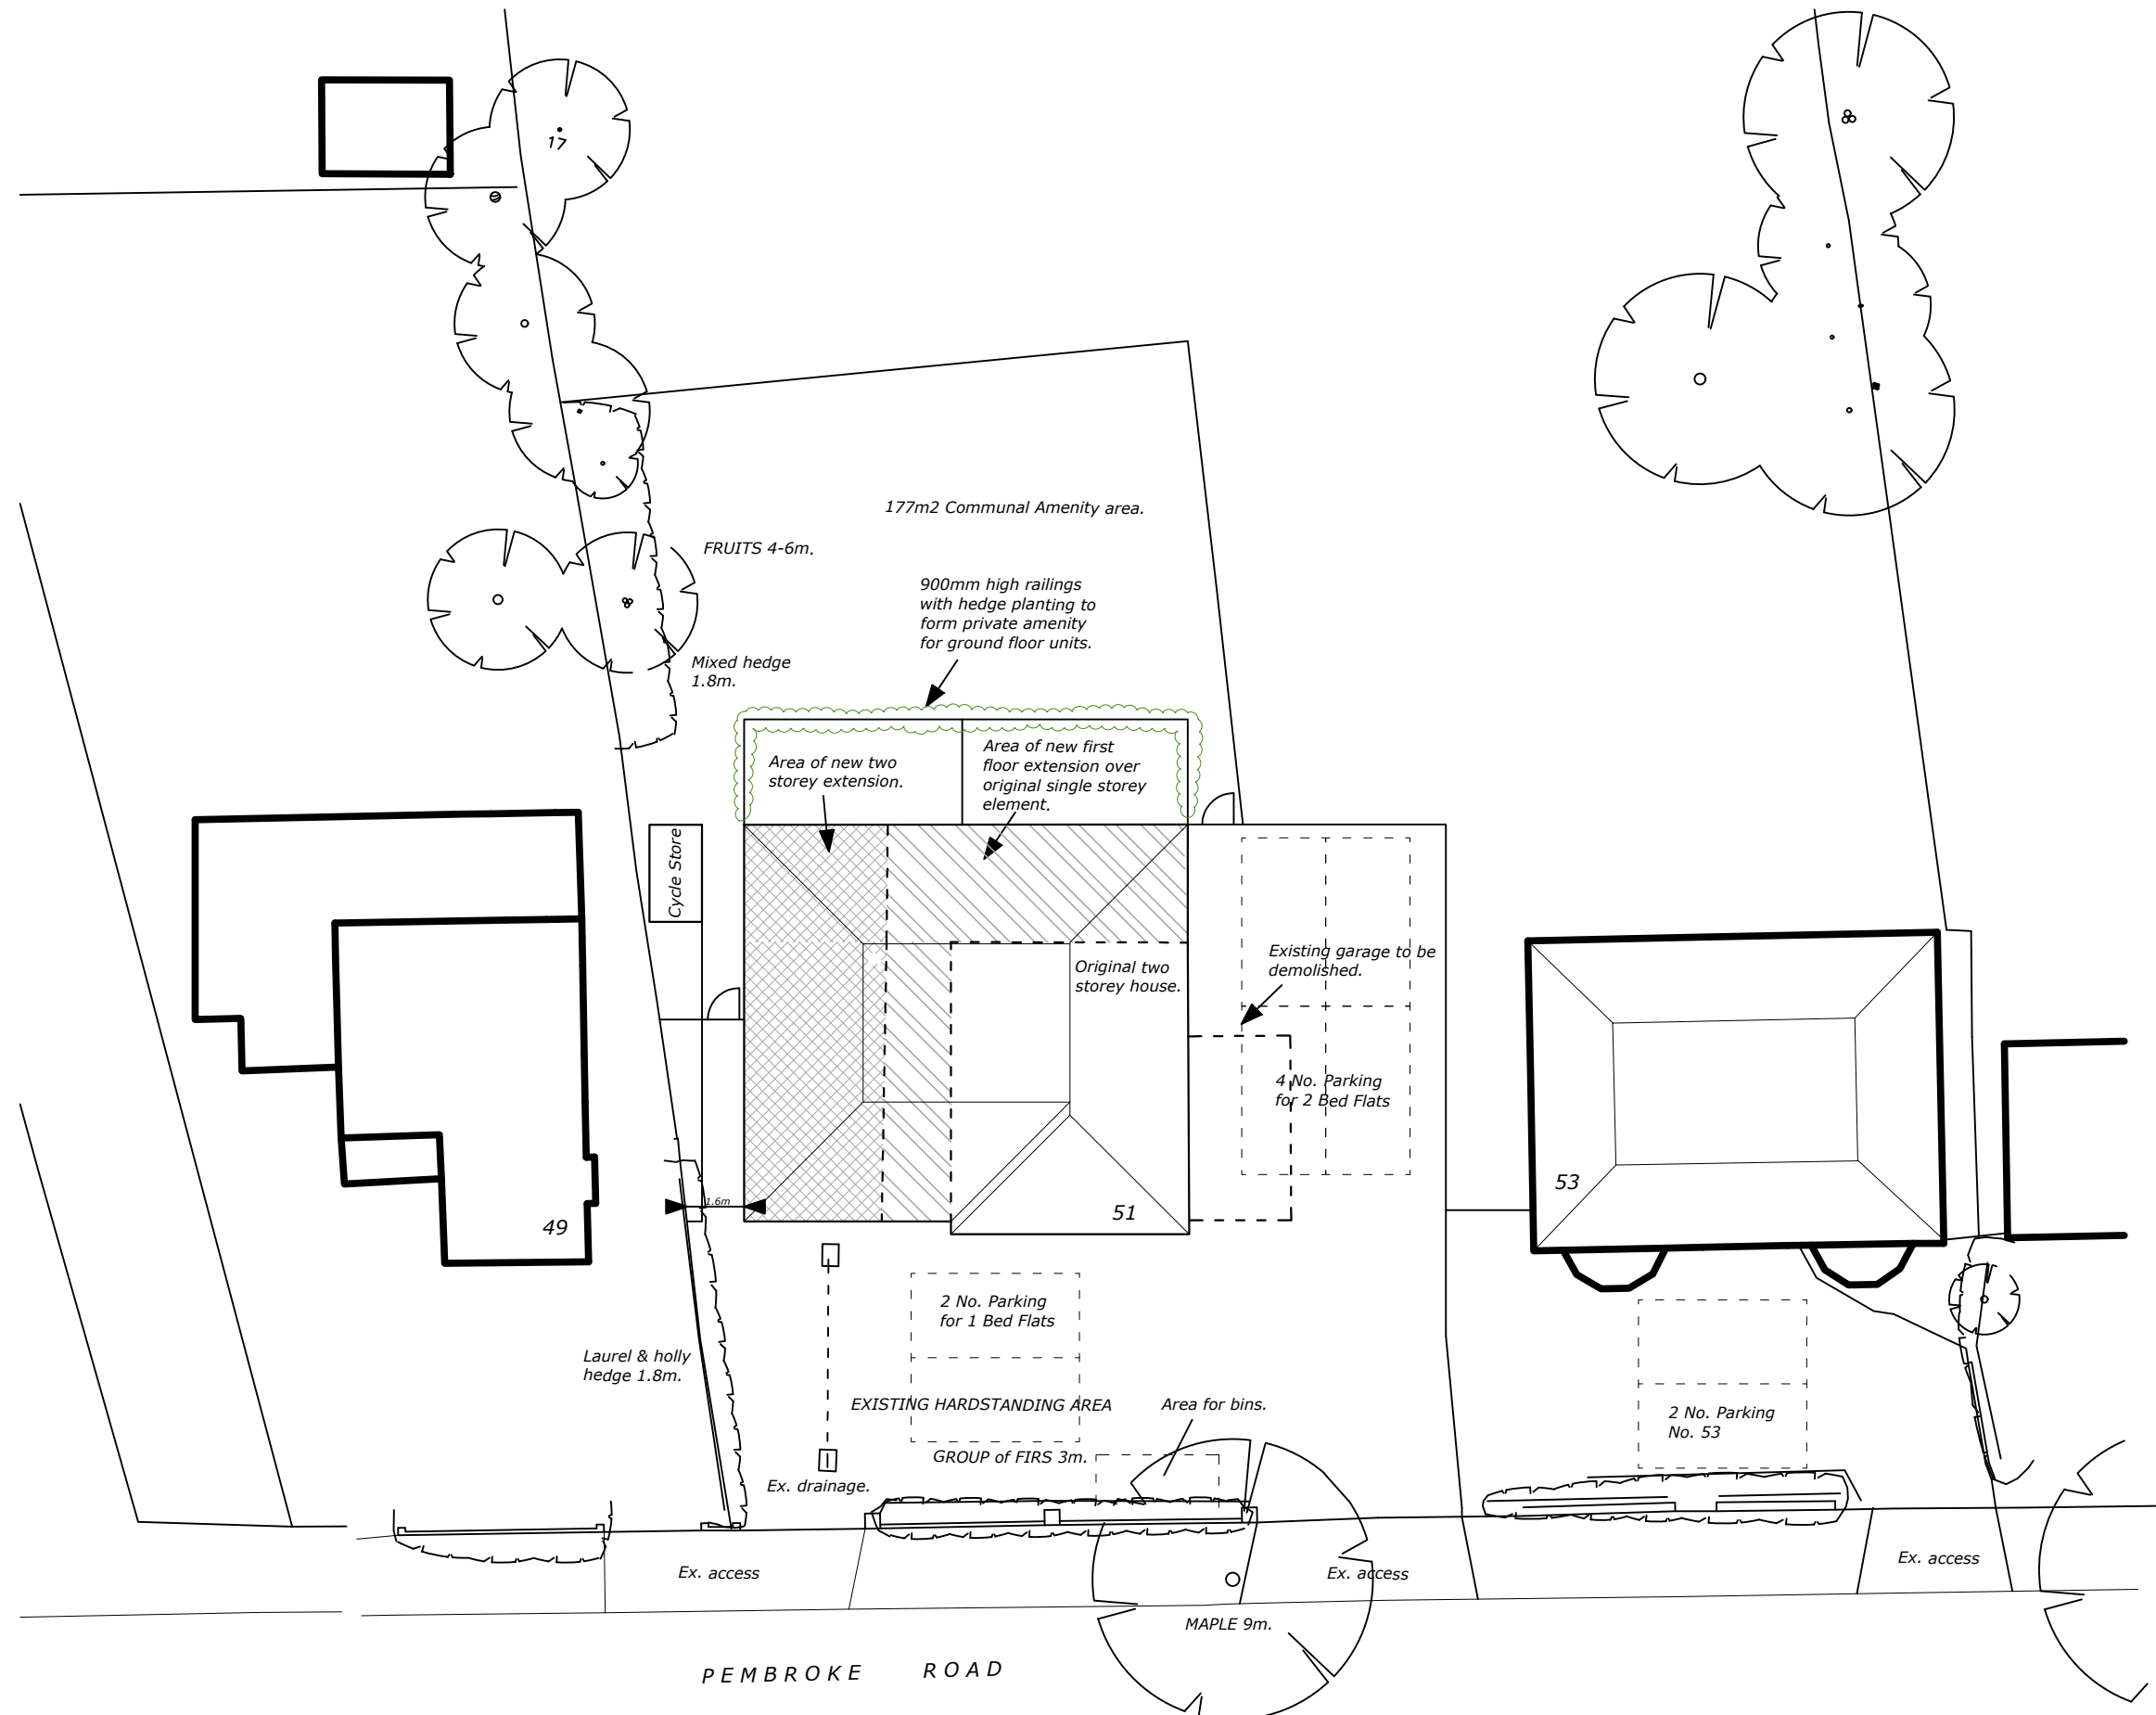 17
177m2 Communal Amenity area.
FRUITS 4-6m.
900mm high railings
with hedge planting to
form private amenity
for ground floor units.
Mixed hedge
1.8m.
Area of new two
storey extension.
Area of new first
floor extension over
original single storey
element.
Cycle Store
Original two
storey house.
Existing garage to be
demolished.
4 No. Parking
for 2 Bed Flats
53
49
1.6m
51
2 No. Parking
for 1 Bed Flats
Laurel & holly
hedge 1.8m.
EXISTING HARDSTANDING AREA
Area for bins.
2 No. Parking
No. 53
GROUP of FIRS 3m.
Ex. drainage.
Ex. access
Ex. access
Ex. access
MAPLE 9m.
PEMBROKE ROAD